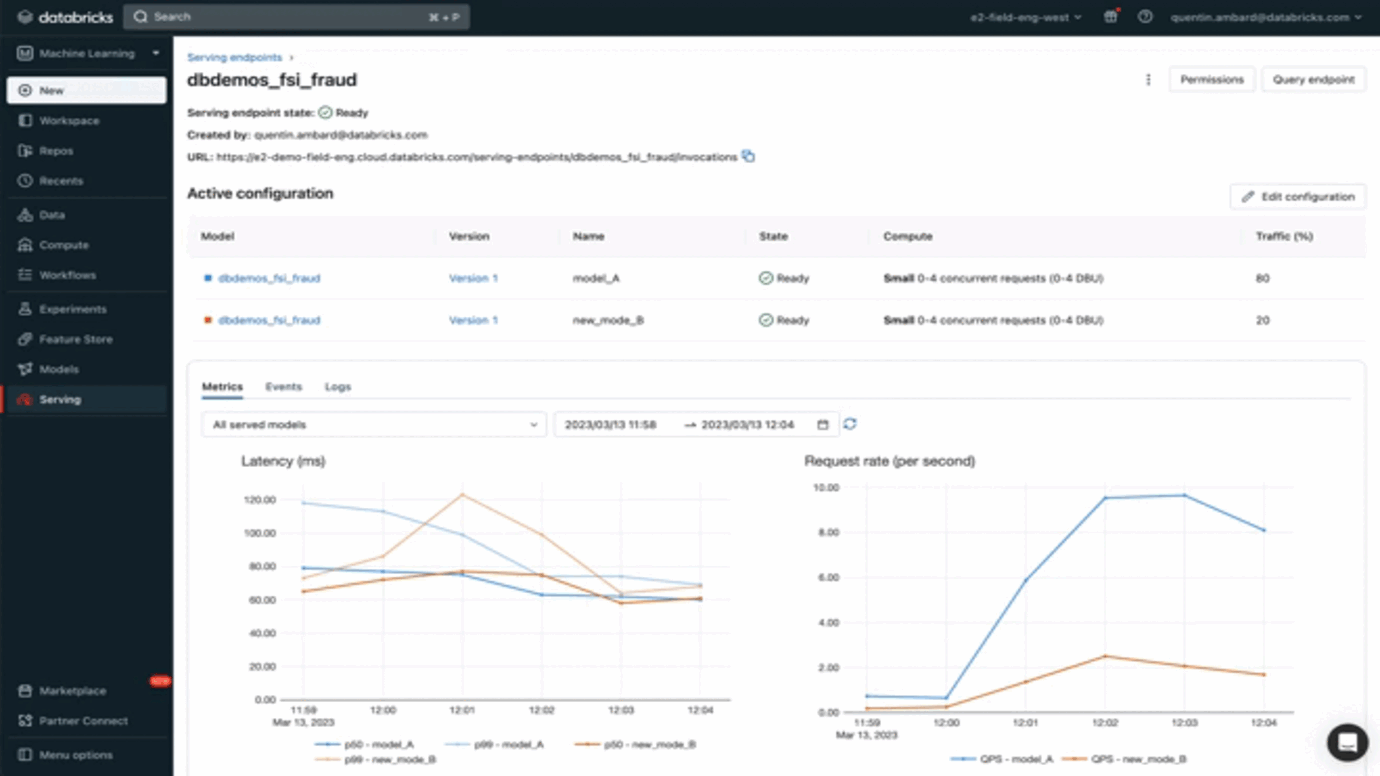 databricks
Search ⌘ + P
e2-field-eng-west
quentin.ambard@databricks.com
Machine Learning
New
Workspace
Repos
Recents
Data
Compute
Workflows
Experiments
Feature Store
Models
Serving
Marketplace
Partner Connect
Menu options
Serving endpoints ›
dbdemos_fsi_fraud
Permissions
Query endpoint
Serving endpoint state: Ready
Created by: quentin.ambard@databricks.com
URL: https://e2-demo-field-eng.cloud.databricks.com/serving-endpoints/dbdemos_fsi_fraud/invocations
Active configuration
Edit configuration
Model Version Name State Compute Traffic (%)
dbdemos_fsi_fraud Version 1 model_A Ready Small 0-4 concurrent requests (0-4 DBU) 80
dbdemos_fsi_fraud Version 1 new_mode_B Ready Small 0-4 concurrent requests (0-4 DBU) 20
Metrics Events Logs
All served models
2023/03/13 11:58 → 2023/03/13 12:04
Latency (ms)
120.00
100.00
80.00
60.00
40.00
20.00
0.00
11:59 12:00 12:01 12:02 12:03 12:04
Mar 13, 2023
p50 - model_A p99 - model_A p50 - new_mode_B
p99 - new_mode_B
Request rate (per second)
10.00
8.00
6.00
4.00
2.00
0.00
11:59 12:00 12:01 12:02 12:03 12:04
Mar 13, 2023
QPS - model_A QPS - new_mode_B